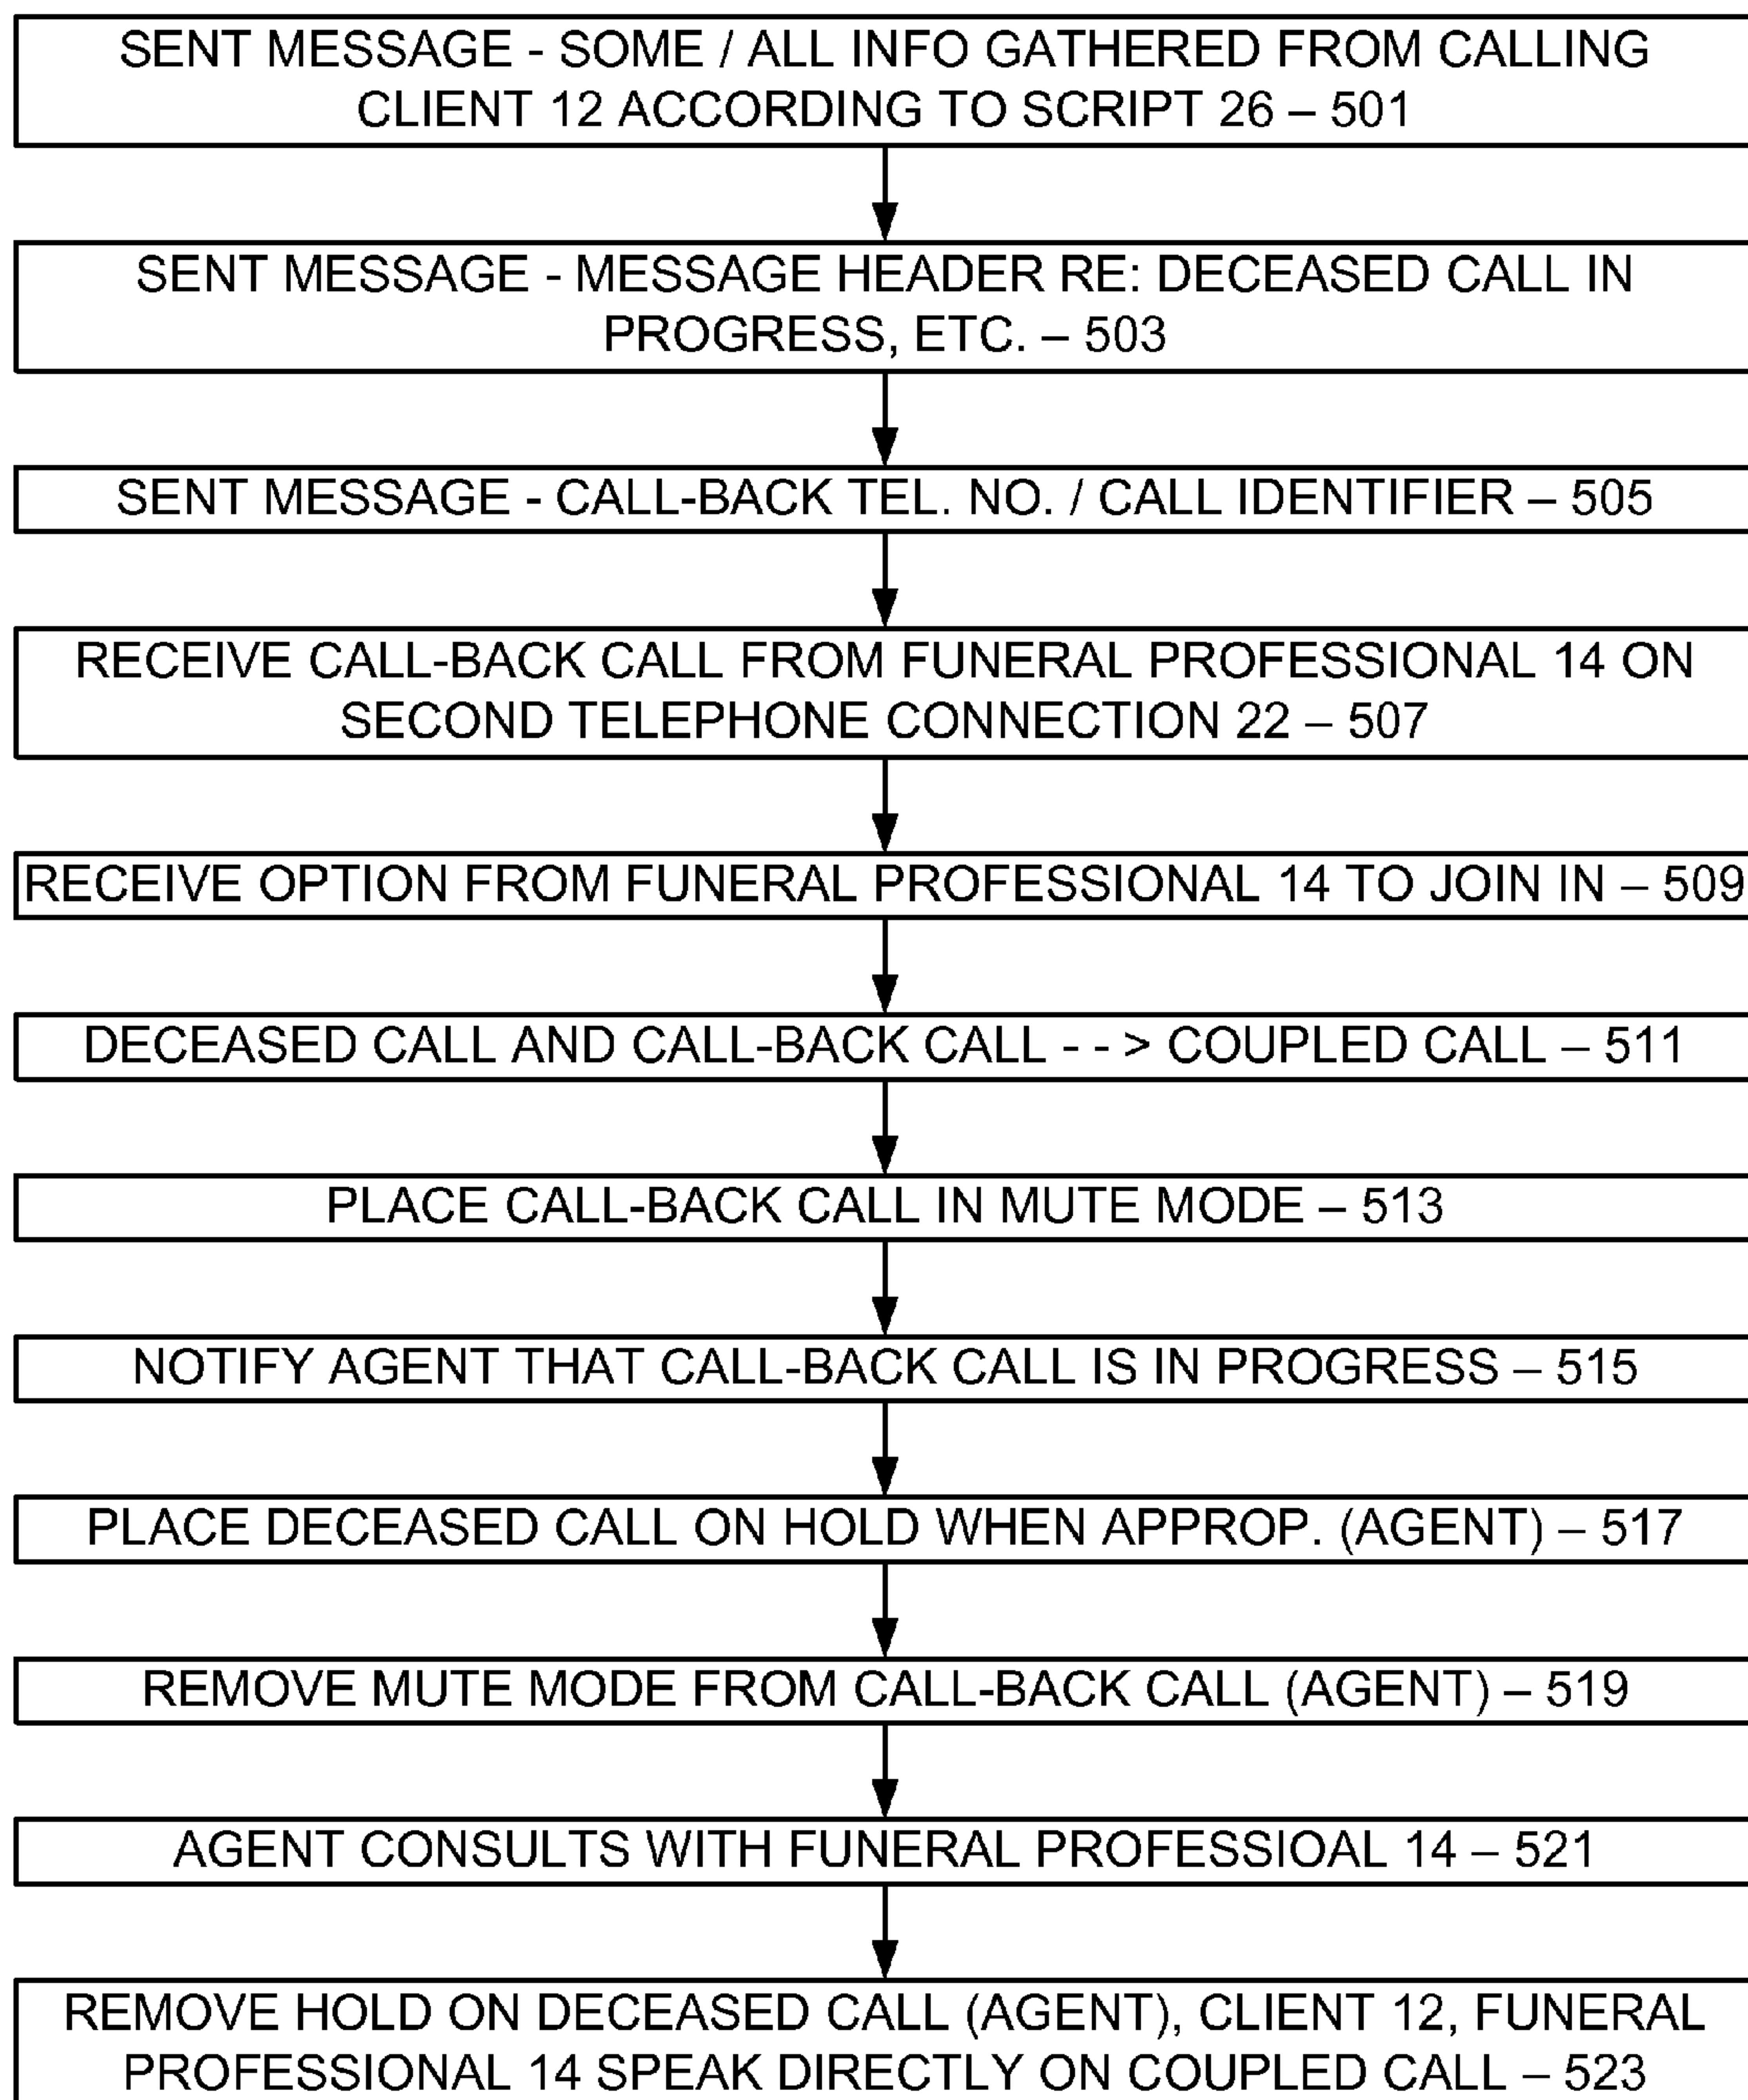 SENT MESSAGE - SOME / ALL INFO GATHERED FROM CALLING
CLIENT 12 ACCORDING TO SCRIPT 26 – 501
SENT MESSAGE - MESSAGE HEADER RE: DECEASED CALL IN
PROGRESS, ETC. – 503
SENT MESSAGE - CALL-BACK TEL. NO. / CALL IDENTIFIER – 505
RECEIVE CALL-BACK CALL FROM FUNERAL PROFESSIONAL 14 ON
SECOND TELEPHONE CONNECTION 22 – 507
RECEIVE OPTION FROM FUNERAL PROFESSIONAL 14 TO JOIN IN – 509
DECEASED CALL AND CALL-BACK CALL - - > COUPLED CALL – 511
PLACE CALL-BACK CALL IN MUTE MODE – 513
NOTIFY AGENT THAT CALL-BACK CALL IS IN PROGRESS – 515
PLACE DECEASED CALL ON HOLD WHEN APPROP. (AGENT) – 517
REMOVE MUTE MODE FROM CALL-BACK CALL (AGENT) – 519
AGENT CONSULTS WITH FUNERAL PROFESSIOAL 14 – 521
REMOVE HOLD ON DECEASED CALL (AGENT), CLIENT 12, FUNERAL
PROFESSIONAL 14 SPEAK DIRECTLY ON COUPLED CALL – 523